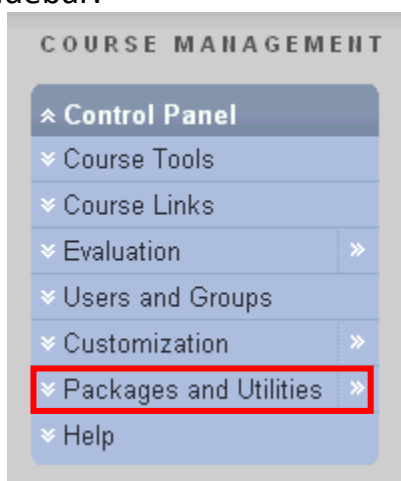 COURSE MANAGEMENT
Control Panel
Course Tools
Course Links
Evaluation
Users and Groups
Customization
Packages and Utilities
Help